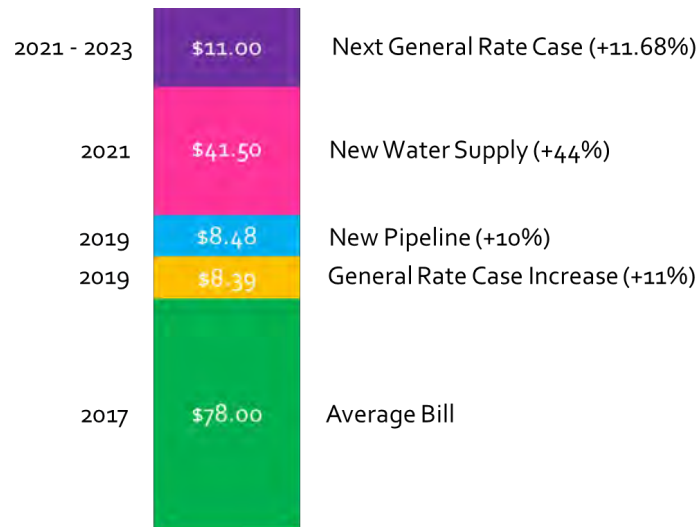 2021 - 2023 $11.00 Next General Rate Case (+11.68%)
2021 $41.50 New Water Supply (+44%)
2019 $8.48 New Pipeline (+10%)
2019 $8.39 General Rate Case Increase (+11%)
2017 $78.00 Average Bill